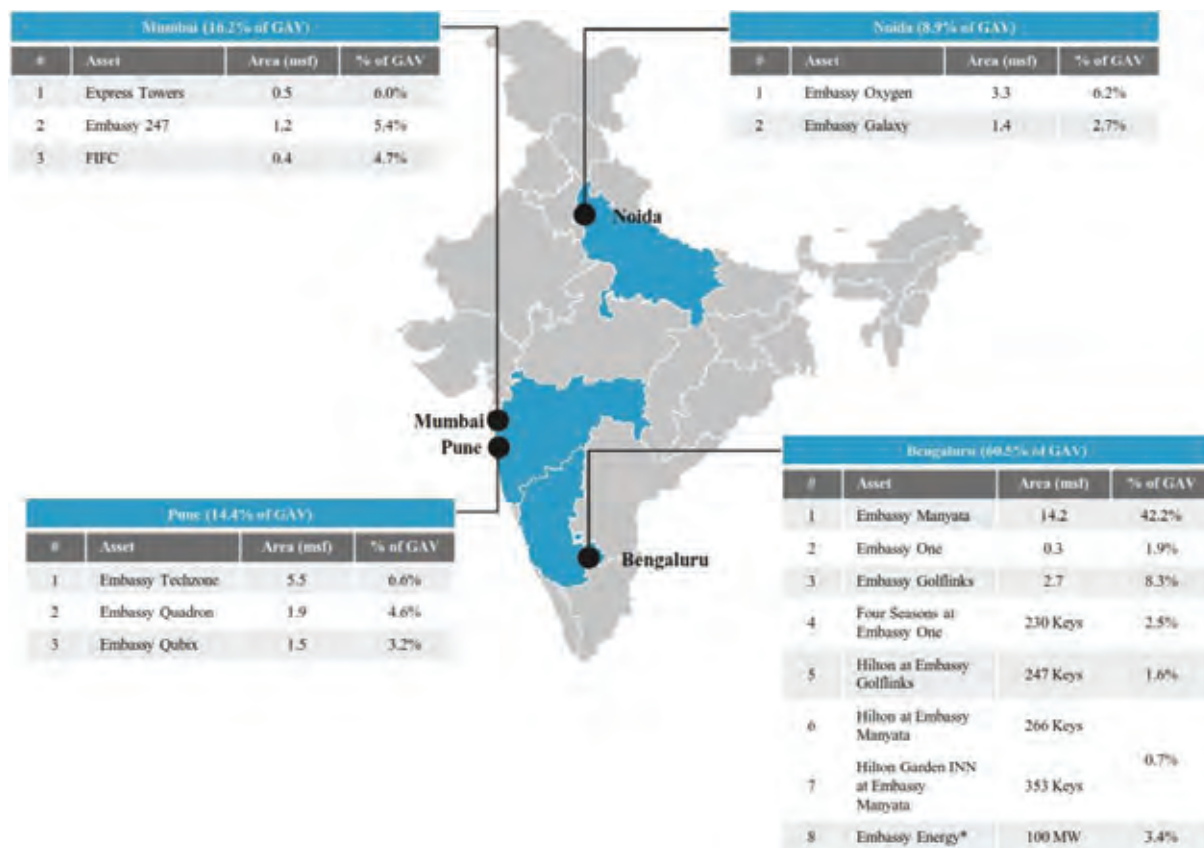 Mumbai (16.2% of GAV)
# Asset Area (msf) % of GAV
1 Express Towers 0.5 6.0%
2 Embassy 247 1.2 5.4%
3 FIFC 0.4 4.7%
Noida (8.9% of GAV)
# Asset Area (msf) % of GAV
1 Embassy Oxygen 3.3 6.2%
2 Embassy Galaxy 1.4 2.7%
Noida
Mumbai
Pune
Bengaluru
Pune (14.4% of GAV)
# Asset Area (msf) % of GAV
1 Embassy Techzone 5.5 6.6%
2 Embassy Quadron 1.9 4.6%
3 Embassy Qubix 1.5 3.2%
Bengaluru (60.5% of GAV)
# Asset Area (msf) % of GAV
1 Embassy Manyata 14.2 42.2%
2 Embassy One 0.3 1.9%
3 Embassy Golflinks 2.7 8.3%
4 Four Seasons at
Embassy One 230 Keys 2.5%
5 Hilton at Embassy
Golflinks 247 Keys 1.6%
6 Hilton at Embassy
Manyata 266 Keys
0.7%
7 Hilton Garden INN
at Embassy
Manyata 353 Keys
8 Embassy Energy* 100 MW 3.4%